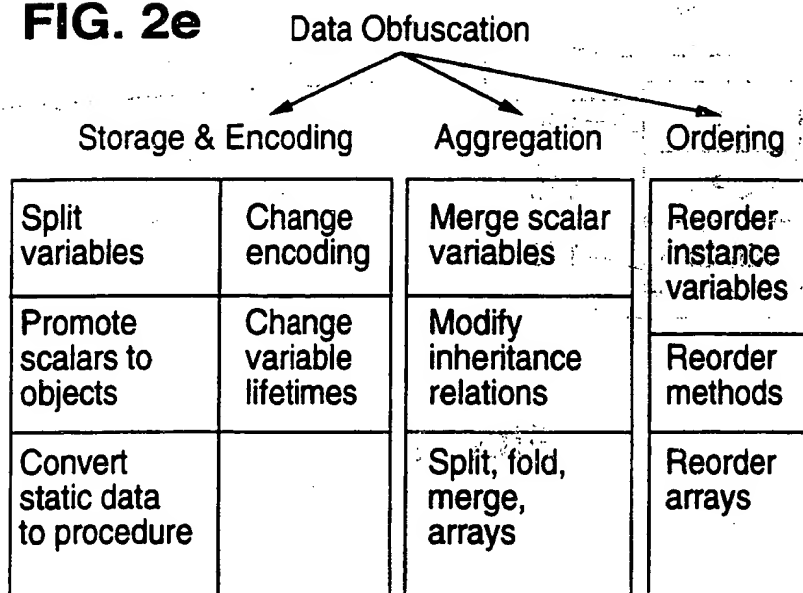 FIG. 2e
Data Obfuscation
Storage & Encoding
Aggregation
Ordering
Split
variables
Change
encoding
Merge scalar
variables
Reorder
instance
variables
Promote
scalars to
objects
Change
variable
lifetimes
Modify
inheritance
relations
Reorder
methods
Convert
static data
to procedure
Split, fold,
merge,
arrays
Reorder
arrays